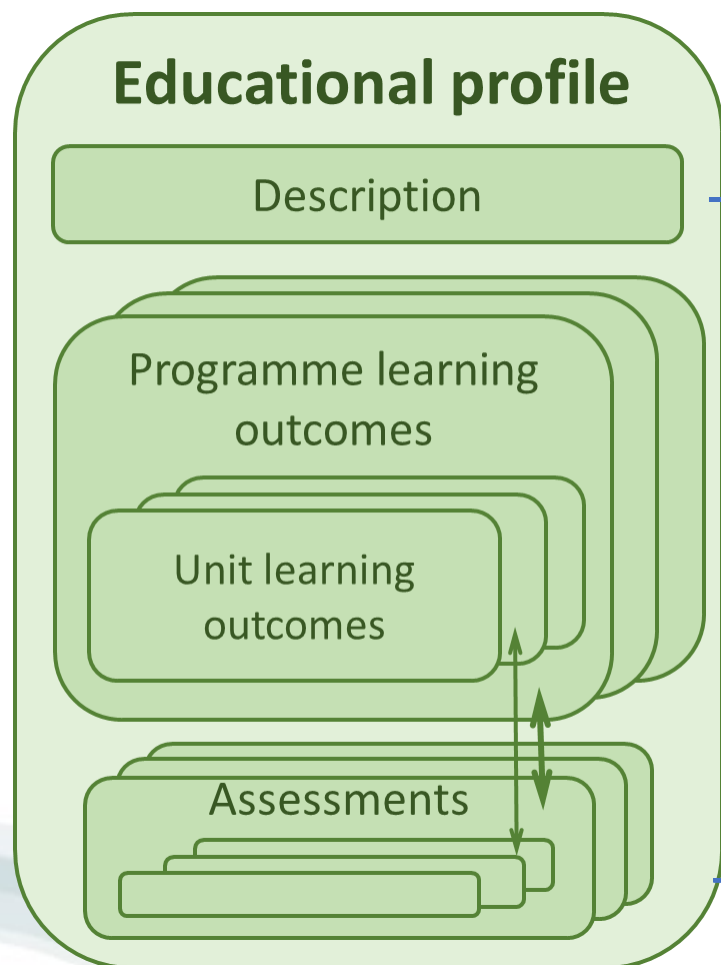 Educational profile
Description
Programme learning
outcomes
Unit learning
outcomes
Assessments